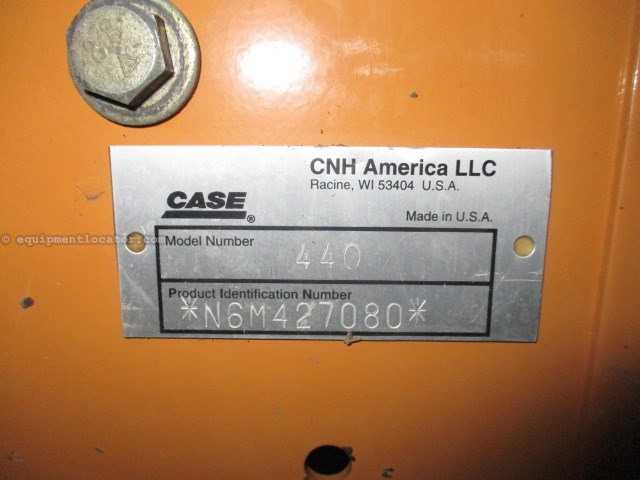 CNH America LLC
Racine, WI 53404 U.S.A.
CASE®
Made in U.S.A.
© equipmentlocator.com
Model Number
440
Product Identification Number
*N6M427080*